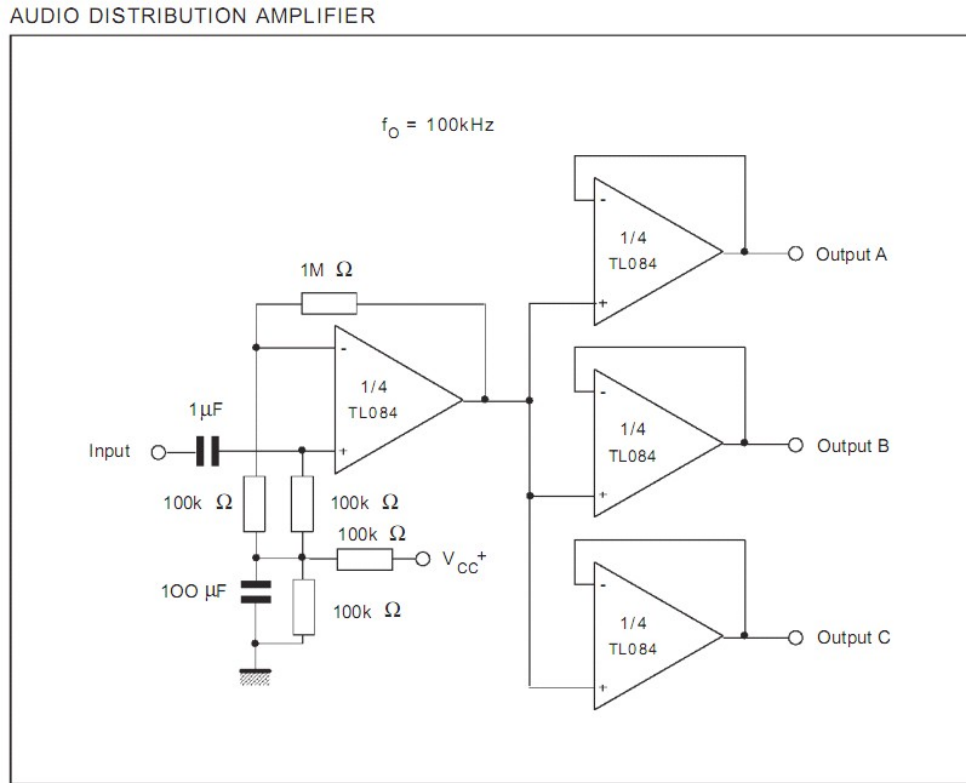 AUDIO DISTRIBUTION AMPLIFIER
fO = 100kHz
-
1/4
TL084
+
Output A
1M Ω
-
1/4
TL084
+
1µF
Input
100k Ω
100k Ω
100k Ω
VCC+
100 µF
100k Ω
-
1/4
TL084
+
Output B
-
1/4
TL084
+
Output C